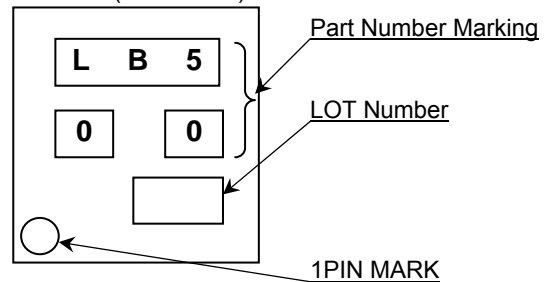 Part Number Marking
L B 5
0 0
LOT Number
1PIN MARK